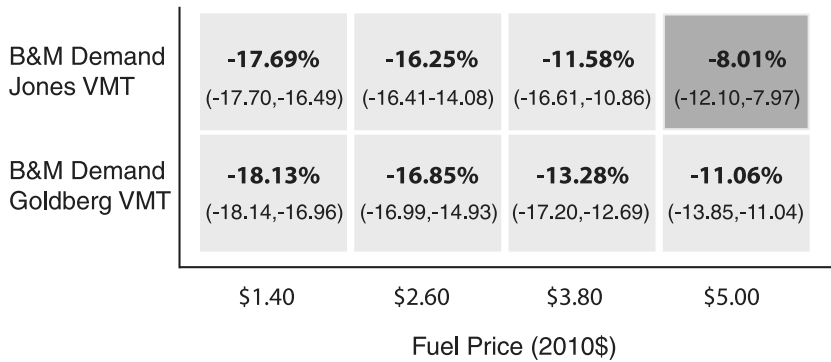 B&M Demand
Jones VMT
-17.69% -16.25% -11.58% -8.01%
(-17.70,-16.49) (-16.41-14.08) (-16.61,-10.86) (-12.10,-7.97)
B&M Demand
Goldberg VMT
-18.13% -16.85% -13.28% -11.06%
(-18.14,-16.96) (-16.99,-14.93) (-17.20,-12.69) (-13.85,-11.04)
$1.40 $2.60 $3.80 $5.00
Fuel Price (2010$)